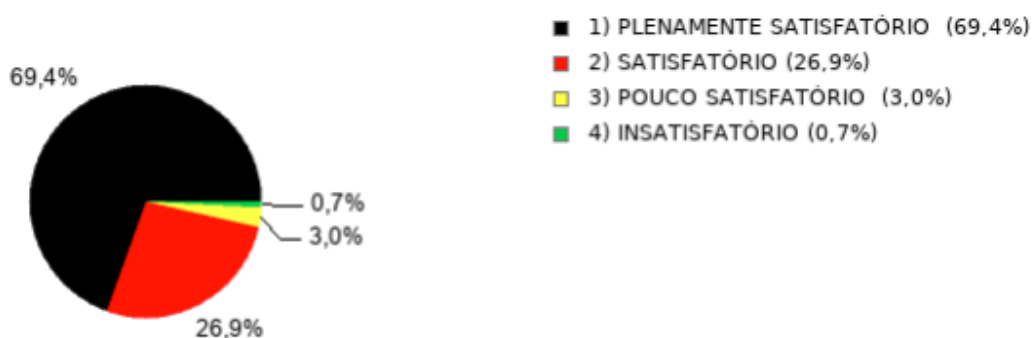 69,4%
0,7%
3,0%
26,9%
1) PLENAMENTE SATISFATÓRIO (69,4%)
2) SATISFATÓRIO (26,9%)
3) POUCO SATISFATÓRIO (3,0%)
4) INSATISFATÓRIO (0,7%)